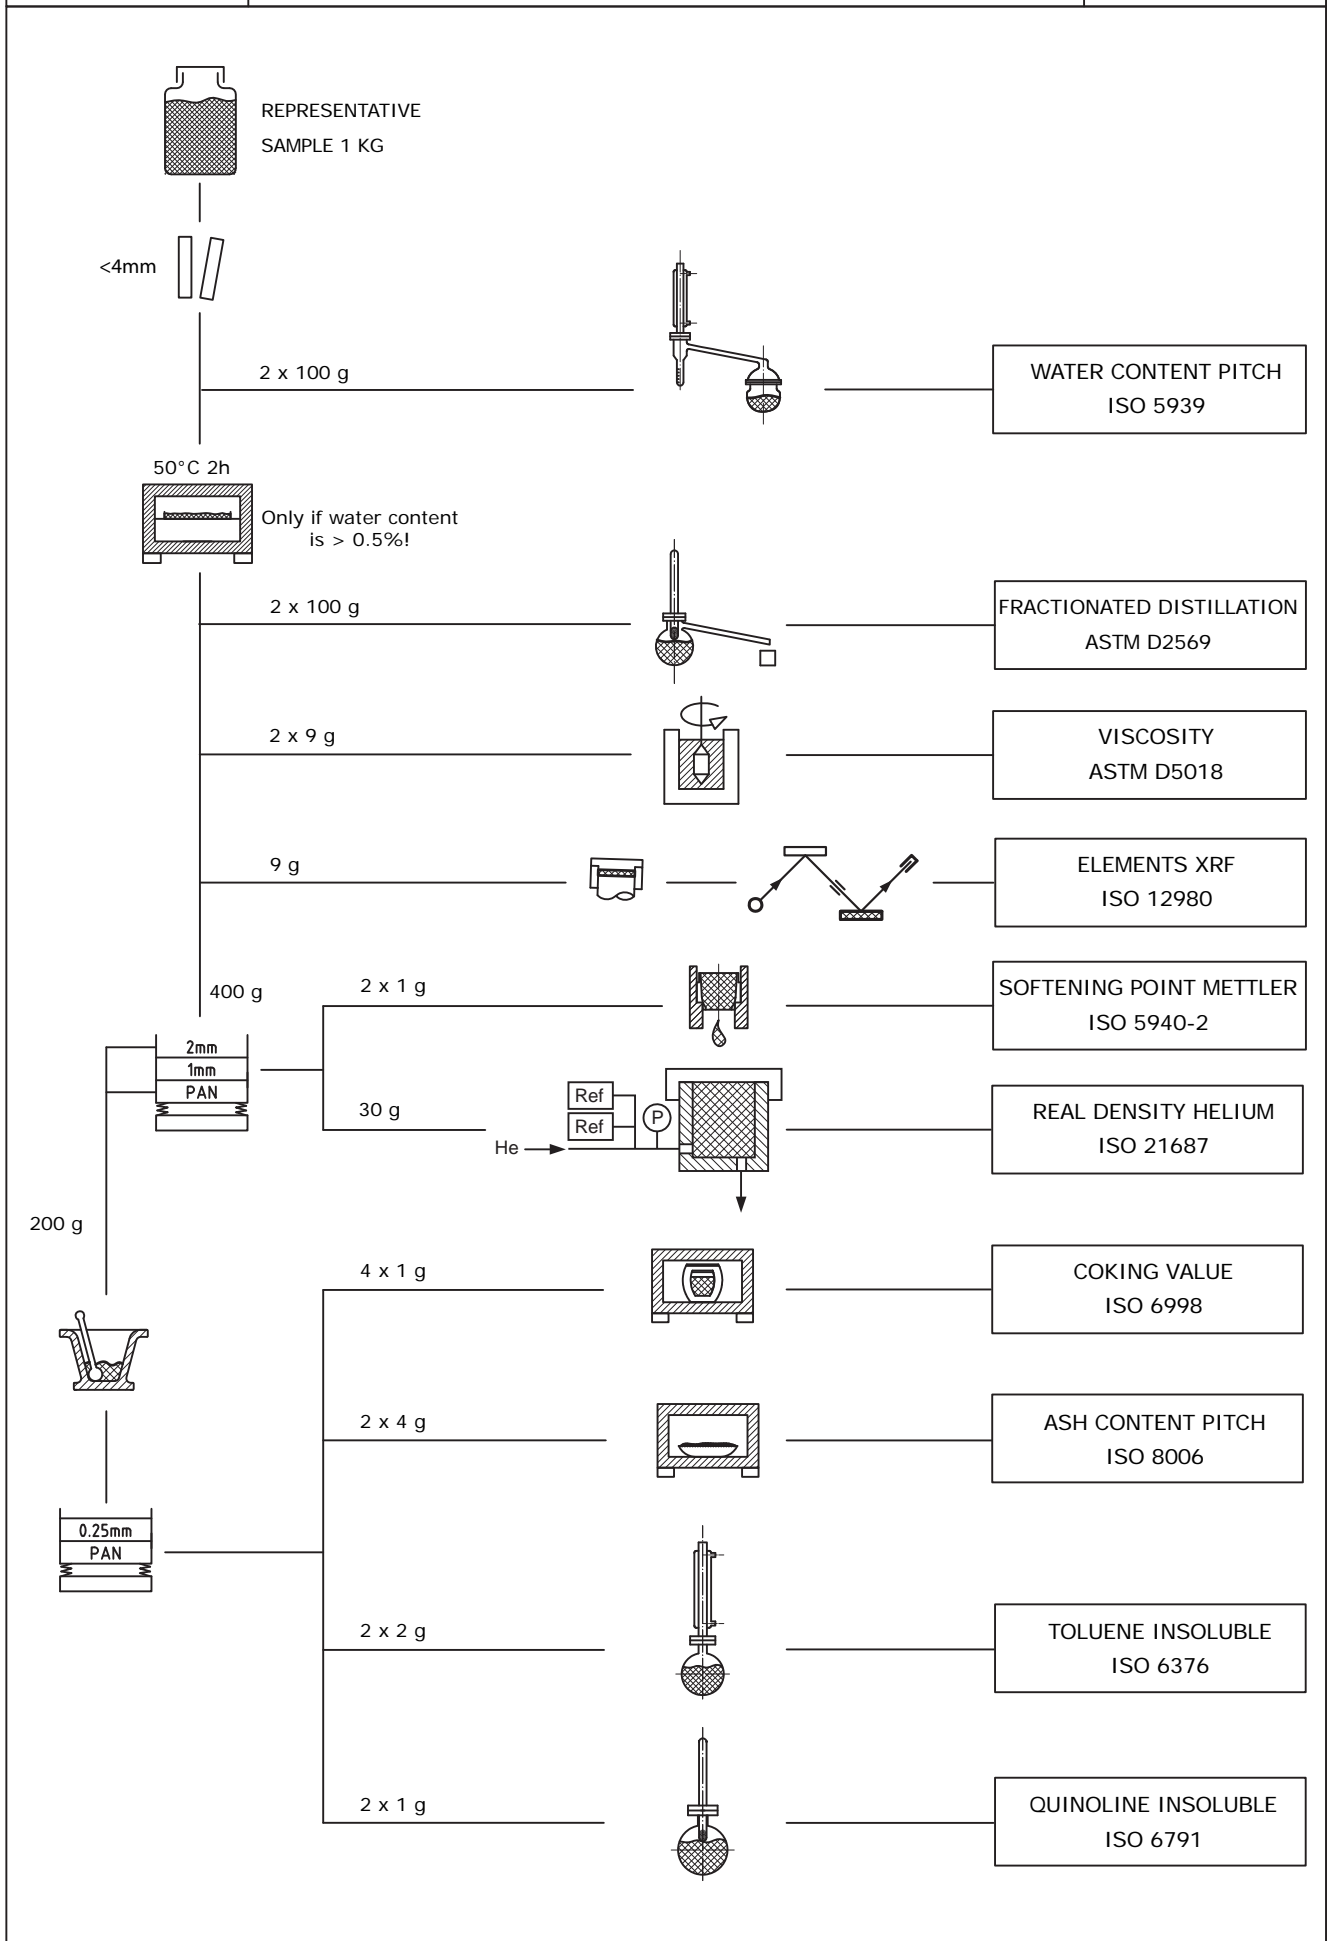 REPRESENTATIVE
SAMPLE 1 KG
<4mm
2 x 100 g
WATER CONTENT PITCH
ISO 5939
50°C 2h
Only if water content
is > 0.5%!
2 x 100 g
FRACTIONATED DISTILLATION
ASTM D2569
2 x 9 g
VISCOSITY
ASTM D5018
9 g
ELEMENTS XRF
ISO 12980
400 g
2 x 1 g
SOFTENING POINT METTLER
ISO 5940-2
2mm
1mm
PAN
30 g
Ref
Ref
P
He
REAL DENSITY HELIUM
ISO 21687
200 g
4 x 1 g
COKING VALUE
ISO 6998
2 x 4 g
ASH CONTENT PITCH
ISO 8006
0.25mm
PAN
2 x 2 g
TOLUENE INSOLUBLE
ISO 6376
2 x 1 g
QUINOLINE INSOLUBLE
ISO 6791